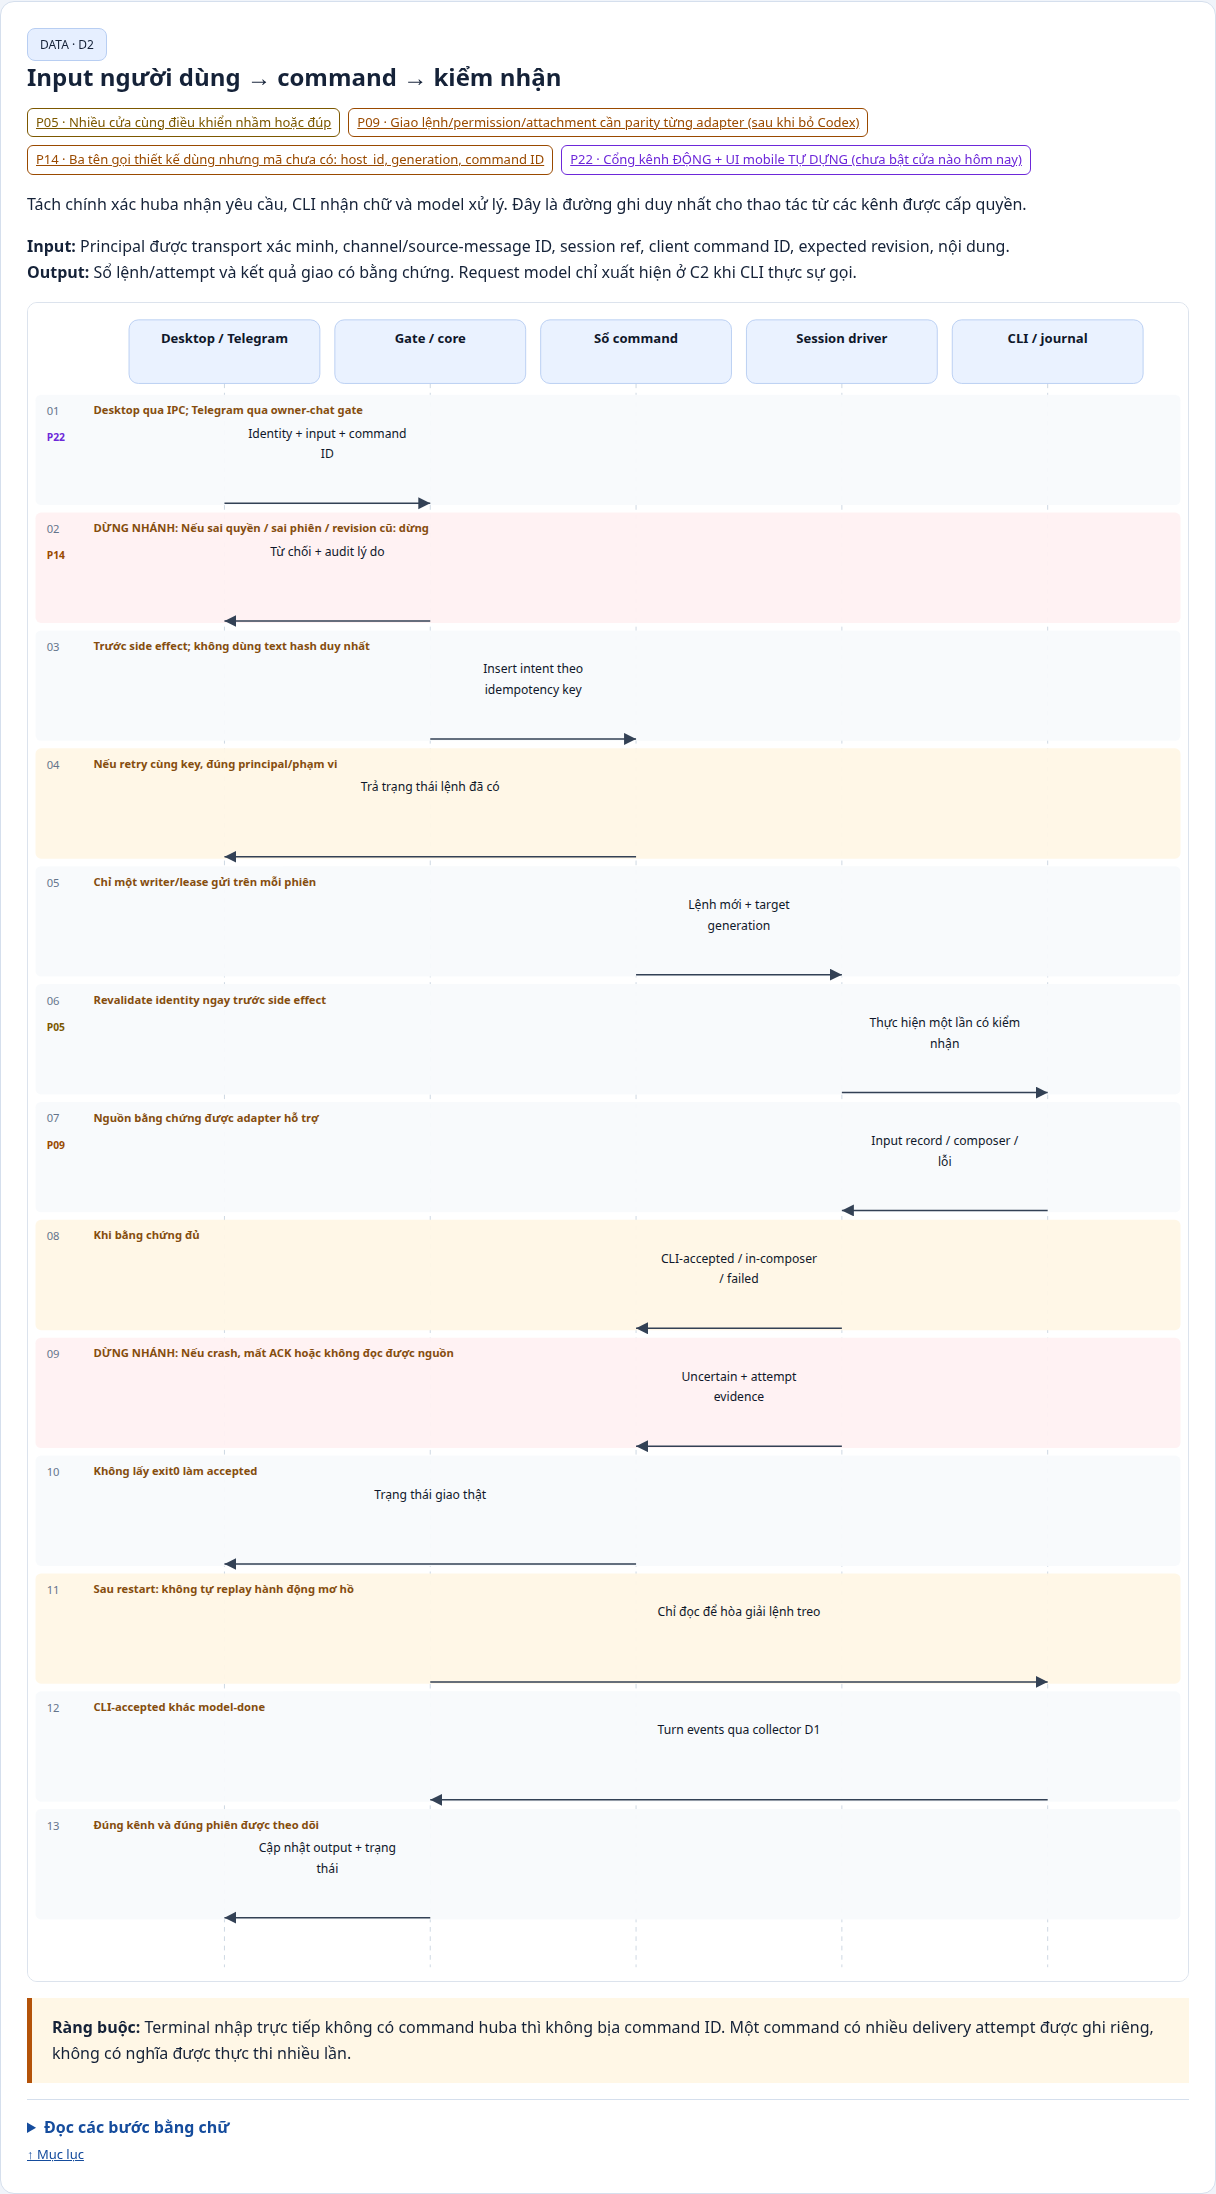 DATA · D2
Input người dùng → command → kiểm nhận
P05 · Nhiều cửa cùng điều khiển nhầm hoặc đúp
P09 · Giao lệnh/permission/attachment cần parity từng adapter (sau khi bỏ Codex)
P14 · Ba tên gọi thiết kế dùng nhưng mã chưa có: host_id, generation, command ID
P22 · Cổng kênh ĐỘNG + UI mobile TỰ DỰNG (chưa bật cửa nào hôm nay)
Tách chính xác huba nhận yêu cầu, CLI nhận chữ và model xử lý. Đây là đường ghi duy nhất cho thao tác từ các kênh được cấp quyền.
Input: Principal được transport xác minh, channel/source-message ID, session ref, client command ID, expected revision, nội dung.
Output: Sổ lệnh/attempt và kết quả giao có bằng chứng. Request model chỉ xuất hiện ở C2 khi CLI thực sự gọi.
Desktop / Telegram
Gate / core
Sổ command
Session driver
CLI / journal
01
Desktop qua IPC; Telegram qua owner-chat gate
P22
Identity + input + command
ID
02
DỪNG NHÁNH: Nếu sai quyền / sai phiên / revision cũ: dừng
P14
Từ chối + audit lý do
03
Trước side effect; không dùng text hash duy nhất
Insert intent theo
idempotency key
04
Nếu retry cùng key, đúng principal/phạm vi
Trả trạng thái lệnh đã có
05
Chỉ một writer/lease gửi trên mỗi phiên
Lệnh mới + target
generation
06
Revalidate identity ngay trước side effect
P05
Thực hiện một lần có kiểm
nhận
07
Nguồn bằng chứng được adapter hỗ trợ
P09
Input record / composer /
lỗi
08
Khi bằng chứng đủ
CLI-accepted / in-composer
/ failed
09
DỪNG NHÁNH: Nếu crash, mất ACK hoặc không đọc được nguồn
Uncertain + attempt
evidence
10
Không lấy exit0 làm accepted
Trạng thái giao thật
11
Sau restart: không tự replay hành động mơ hồ
Chỉ đọc để hòa giải lệnh treo
12
CLI-accepted khác model-done
Turn events qua collector D1
13
Đúng kênh và đúng phiên được theo dõi
Cập nhật output + trạng
thái
Ràng buộc: Terminal nhập trực tiếp không có command huba thì không bịa command ID. Một command có nhiều delivery attempt được ghi riêng,
không có nghĩa được thực thi nhiều lần.
▶ Đọc các bước bằng chữ
↑ Mục lục